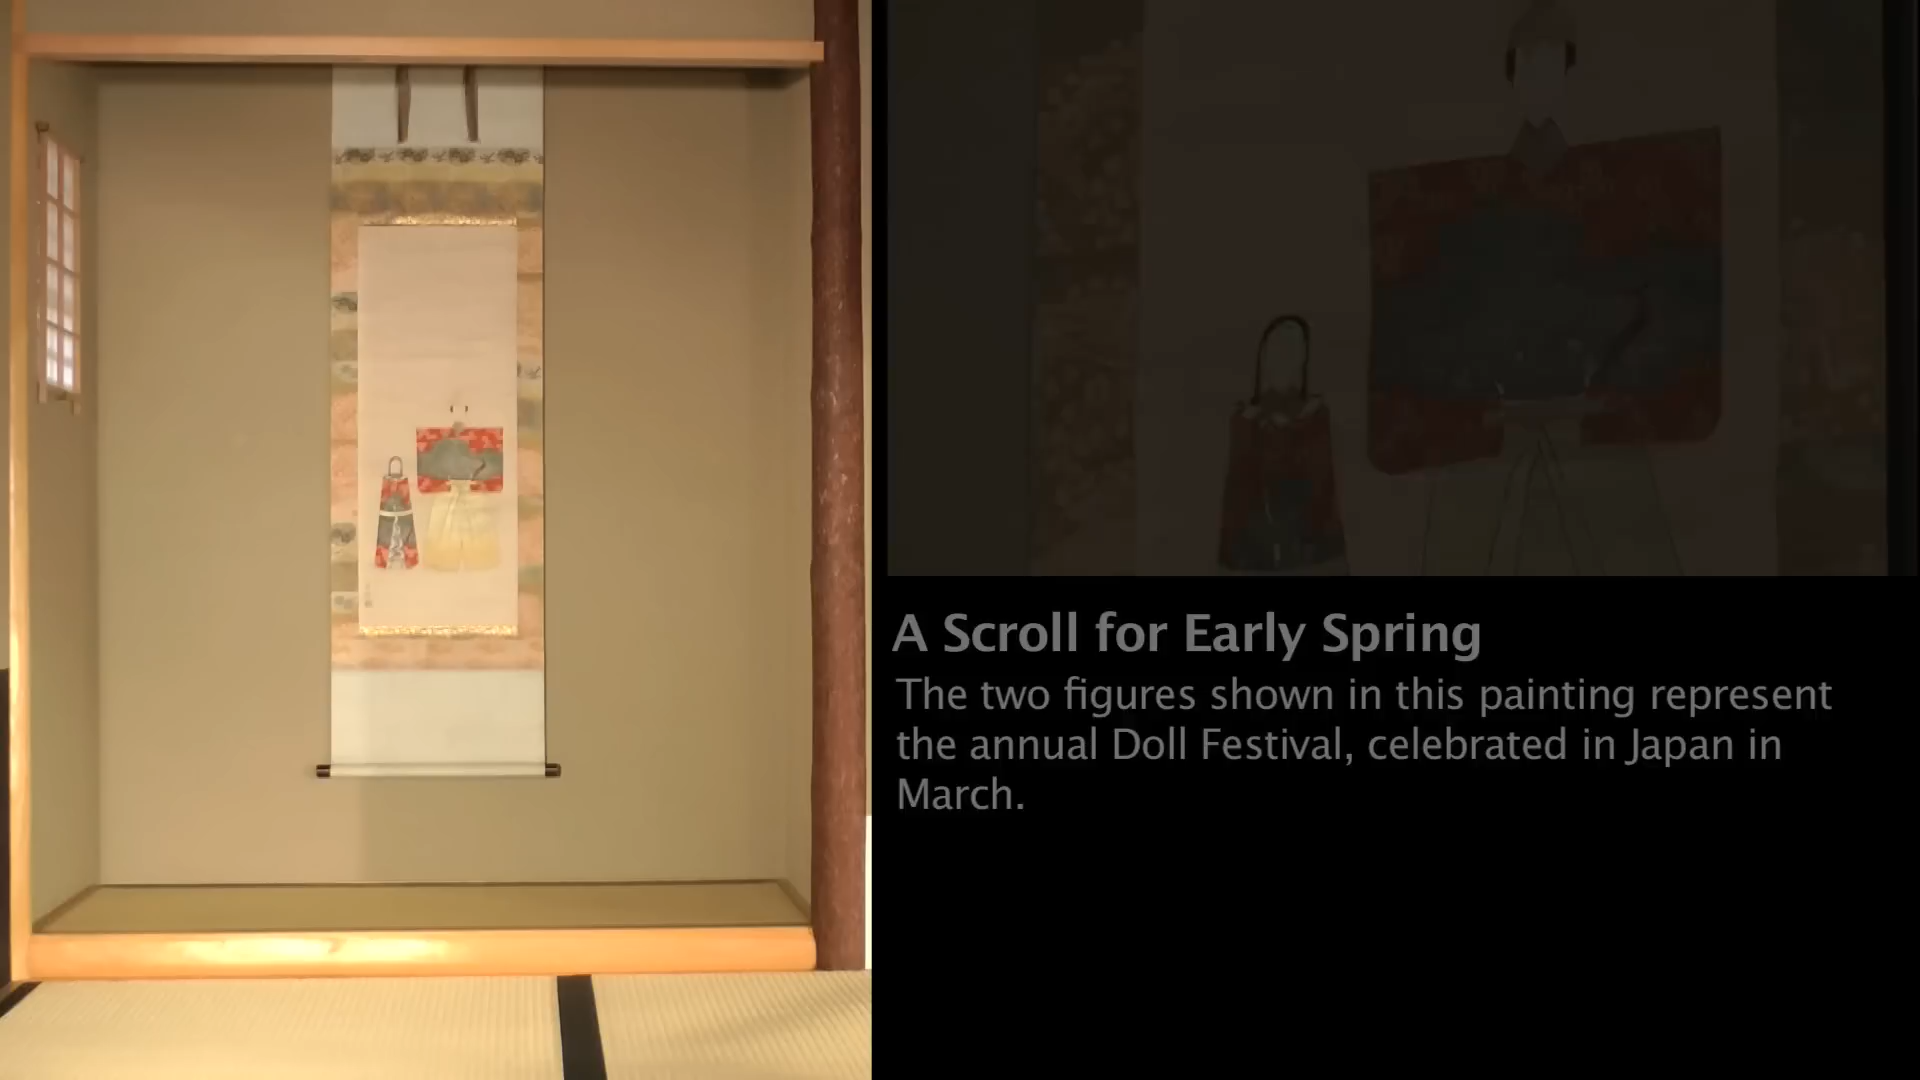 A Scroll for Early Spring
The two figures shown in this painting represent
the annual Doll Festival, celebrated in Japan in
March.